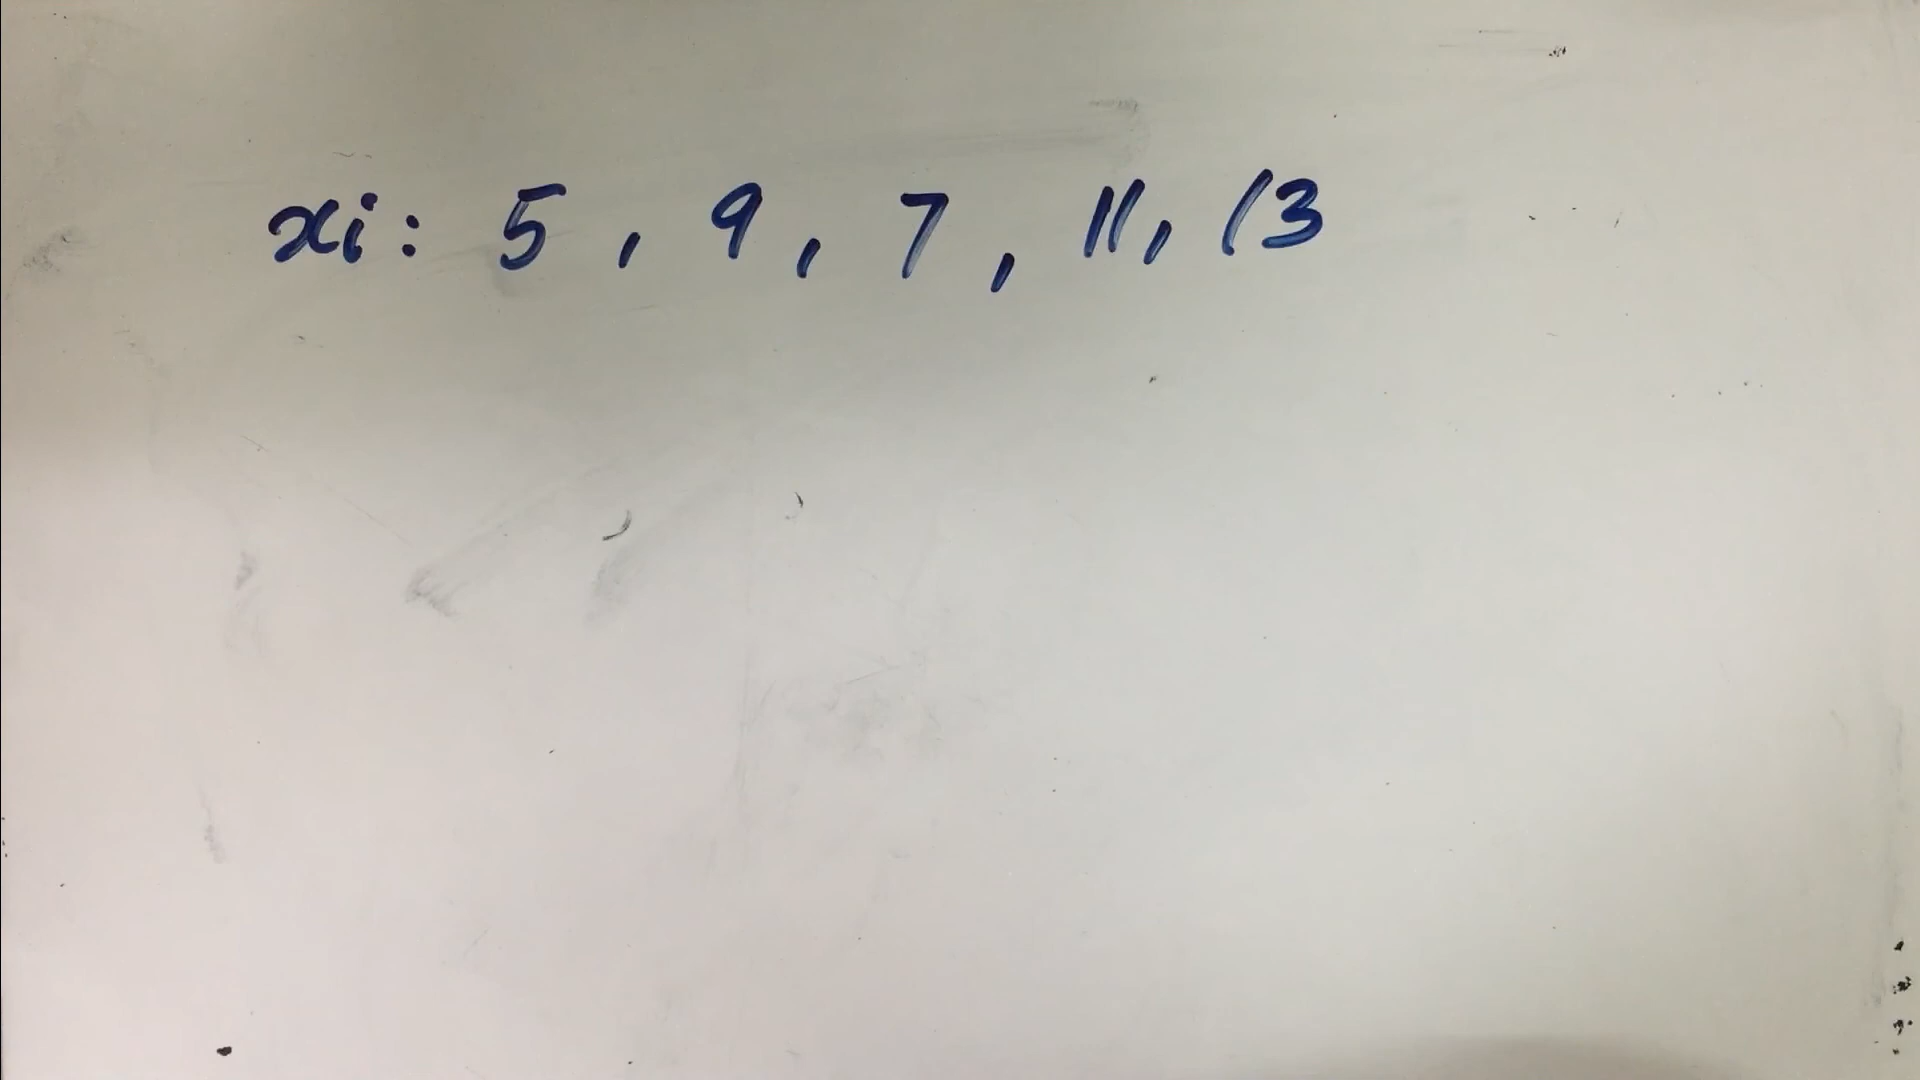 xi: 5, 9, 7, 11, 13